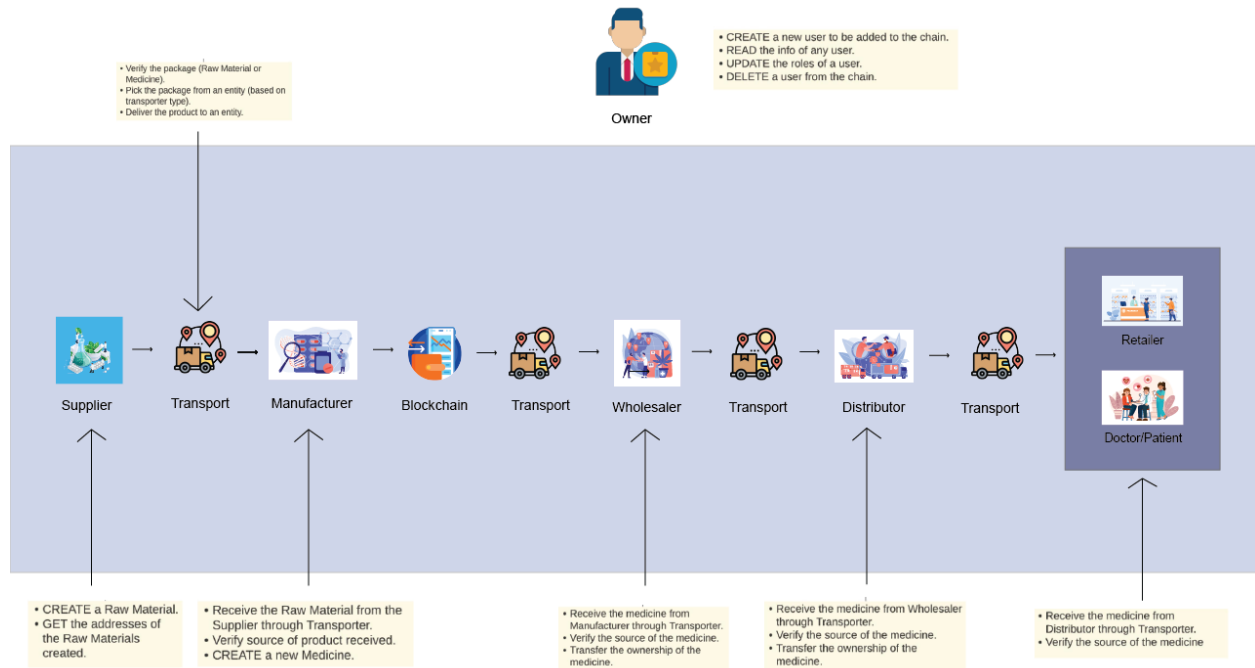 • CREATE a new user to be added to the chain.
• READ the info of any user.
• UPDATE the roles of a user.
• DELETE a user from the chain.
• Verify the package (Raw Material or
Medicine).
• Pick the package from an entity (based on
transporter type).
• Deliver the product to an entity.
Owner
Retailer
Supplier
Transport
Manufacturer
Blockchain
Transport
Wholesaler
Transport
Distributor
Transport
Doctor/Patient
• CREATE a Raw Material.
• GET the addresses of
the Raw Materials
created.
• Receive the Raw Material from the
Supplier through Transporter.
• Verify source of product received.
• CREATE a new Medicine.
• Receive the medicine from
Manufacturer through Transporter.
• Verify the source of the medicine.
• Transfer the ownership of the
medicine.
• Receive the medicine from Wholesaler
through Transporter.
• Verify the source of the medicine.
• Transfer the ownership of the
medicine.
• Receive the medicine from
Distributor through Transporter.
• Verify the source of the medicine